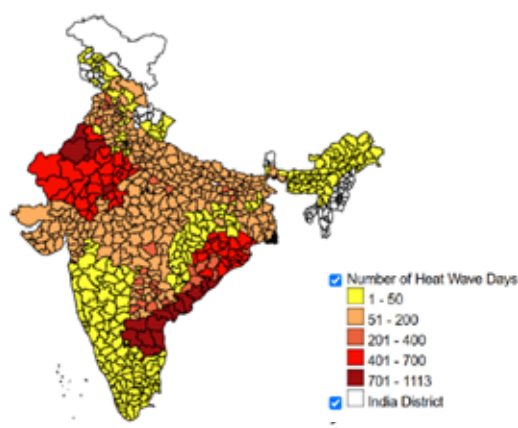 Number of Heat Wave Days
1 - 50
51 - 200
201 - 400
401 - 700
701 - 1113
India District